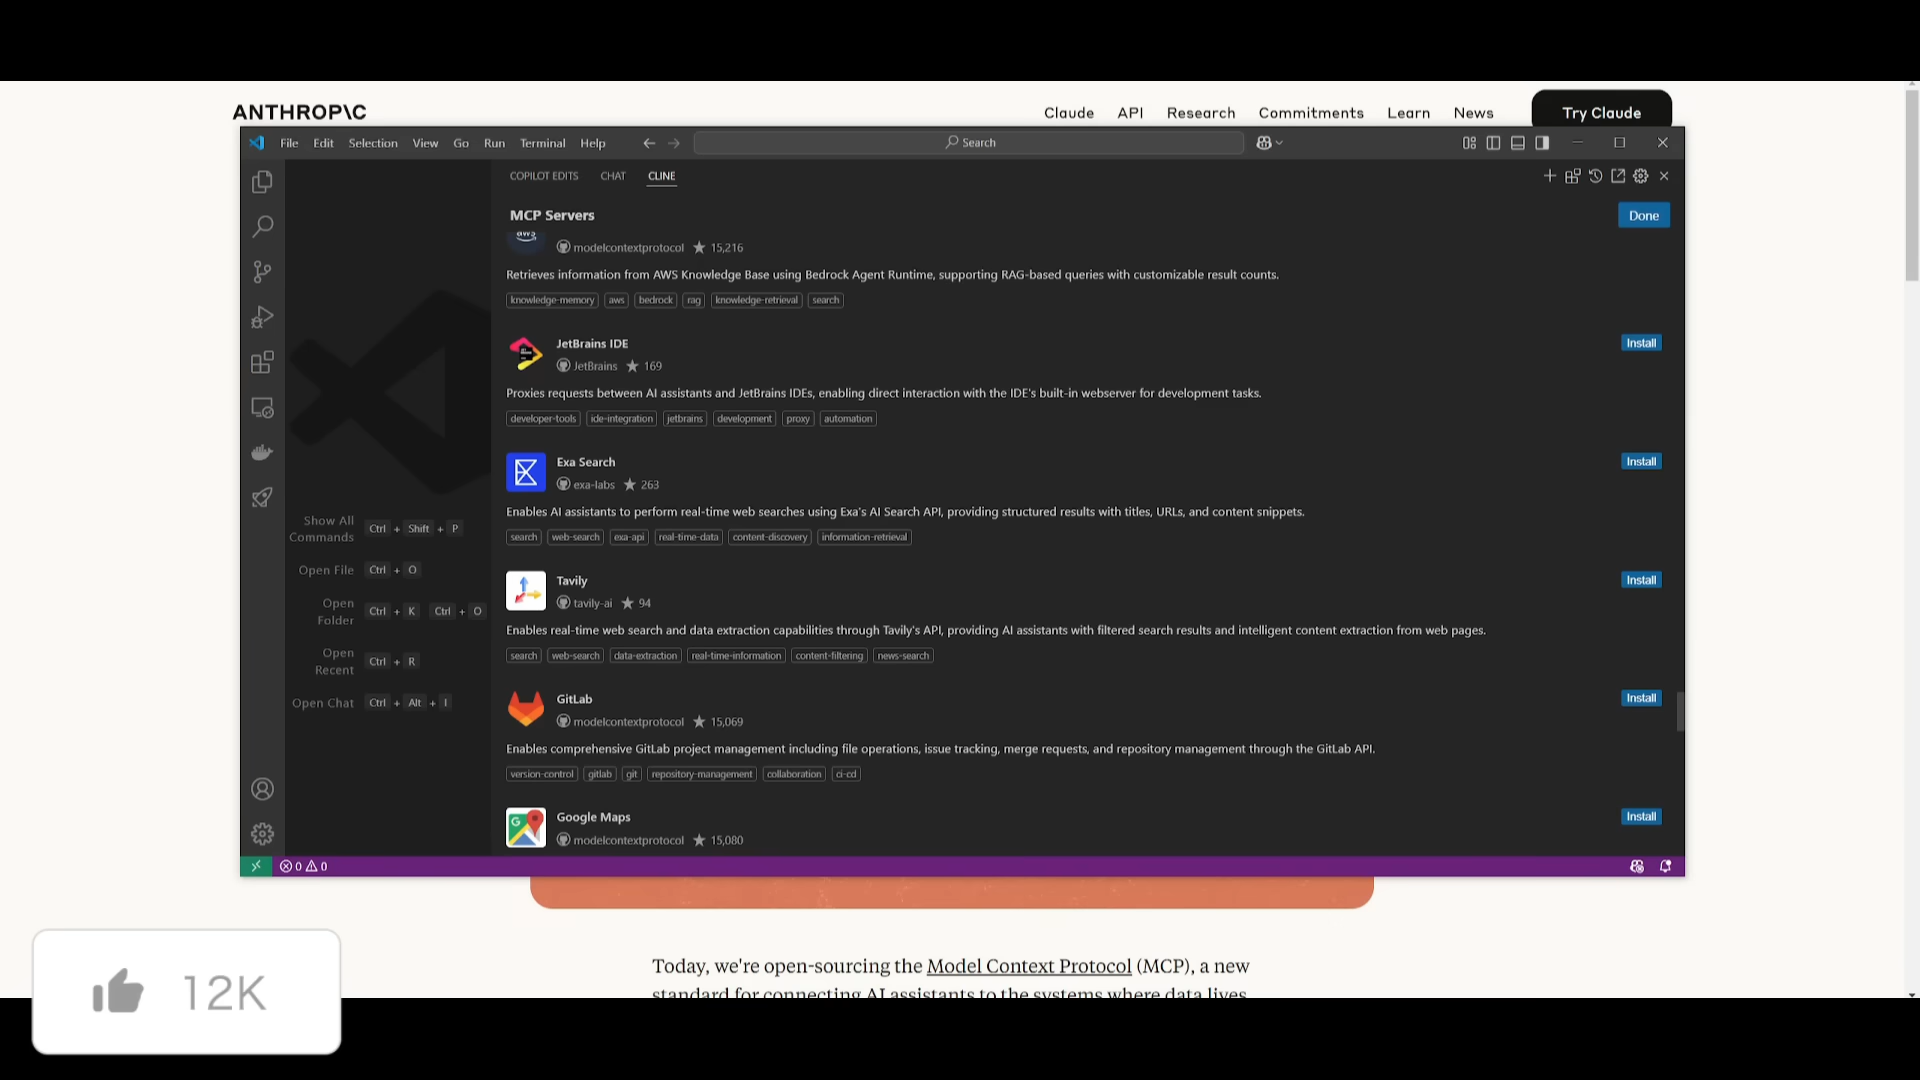 ANTHROP\C
Claude API Research Commitments Learn News Try Claude
File Edit Selection View Go Run Terminal Help Search
COPILOT EDITS CHAT CLINE
MCP Servers Done
aws
modelcontextprotocol ★ 15,216
Retrieves information from AWS Knowledge Base using Bedrock Agent Runtime, supporting RAG-based queries with customizable result counts.
knowledge-memory aws bedrock rag knowledge-retrieval search
JetBrains IDE Install
JetBrains ★ 169
Proxies requests between AI assistants and JetBrains IDEs, enabling direct interaction with the IDE's built-in webserver for development tasks.
developer-tools ide-integration jetbrains development proxy automation
Exa Search Install
exa-labs ★ 263
Enables AI assistants to perform real-time web searches using Exa's AI Search API, providing structured results with titles, URLs, and content snippets.
search web-search exa-api real-time-data content-discovery information-retrieval
Tavily Install
tavily-ai ★ 94
Enables real-time web search and data extraction capabilities through Tavily's API, providing AI assistants with filtered search results and intelligent content extraction from web pages.
search web-search data-extraction real-time-information content-filtering news-search
GitLab Install
modelcontextprotocol ★ 15,069
Enables comprehensive GitLab project management including file operations, issue tracking, merge requests, and repository management through the GitLab API.
version-control gitlab git repository-management collaboration ci-cd
Google Maps Install
G
modelcontextprotocol ★ 15,080
Show All
Commands Ctrl + Shift + P
Open File Ctrl + O
Open
Folder Ctrl + K Ctrl + O
Open
Recent Ctrl + R
Open Chat Ctrl + Alt + I
0 0
Today, we're open-sourcing the Model Context Protocol (MCP), a new
standard for connecting AI assistants to the systems where data lives
12K